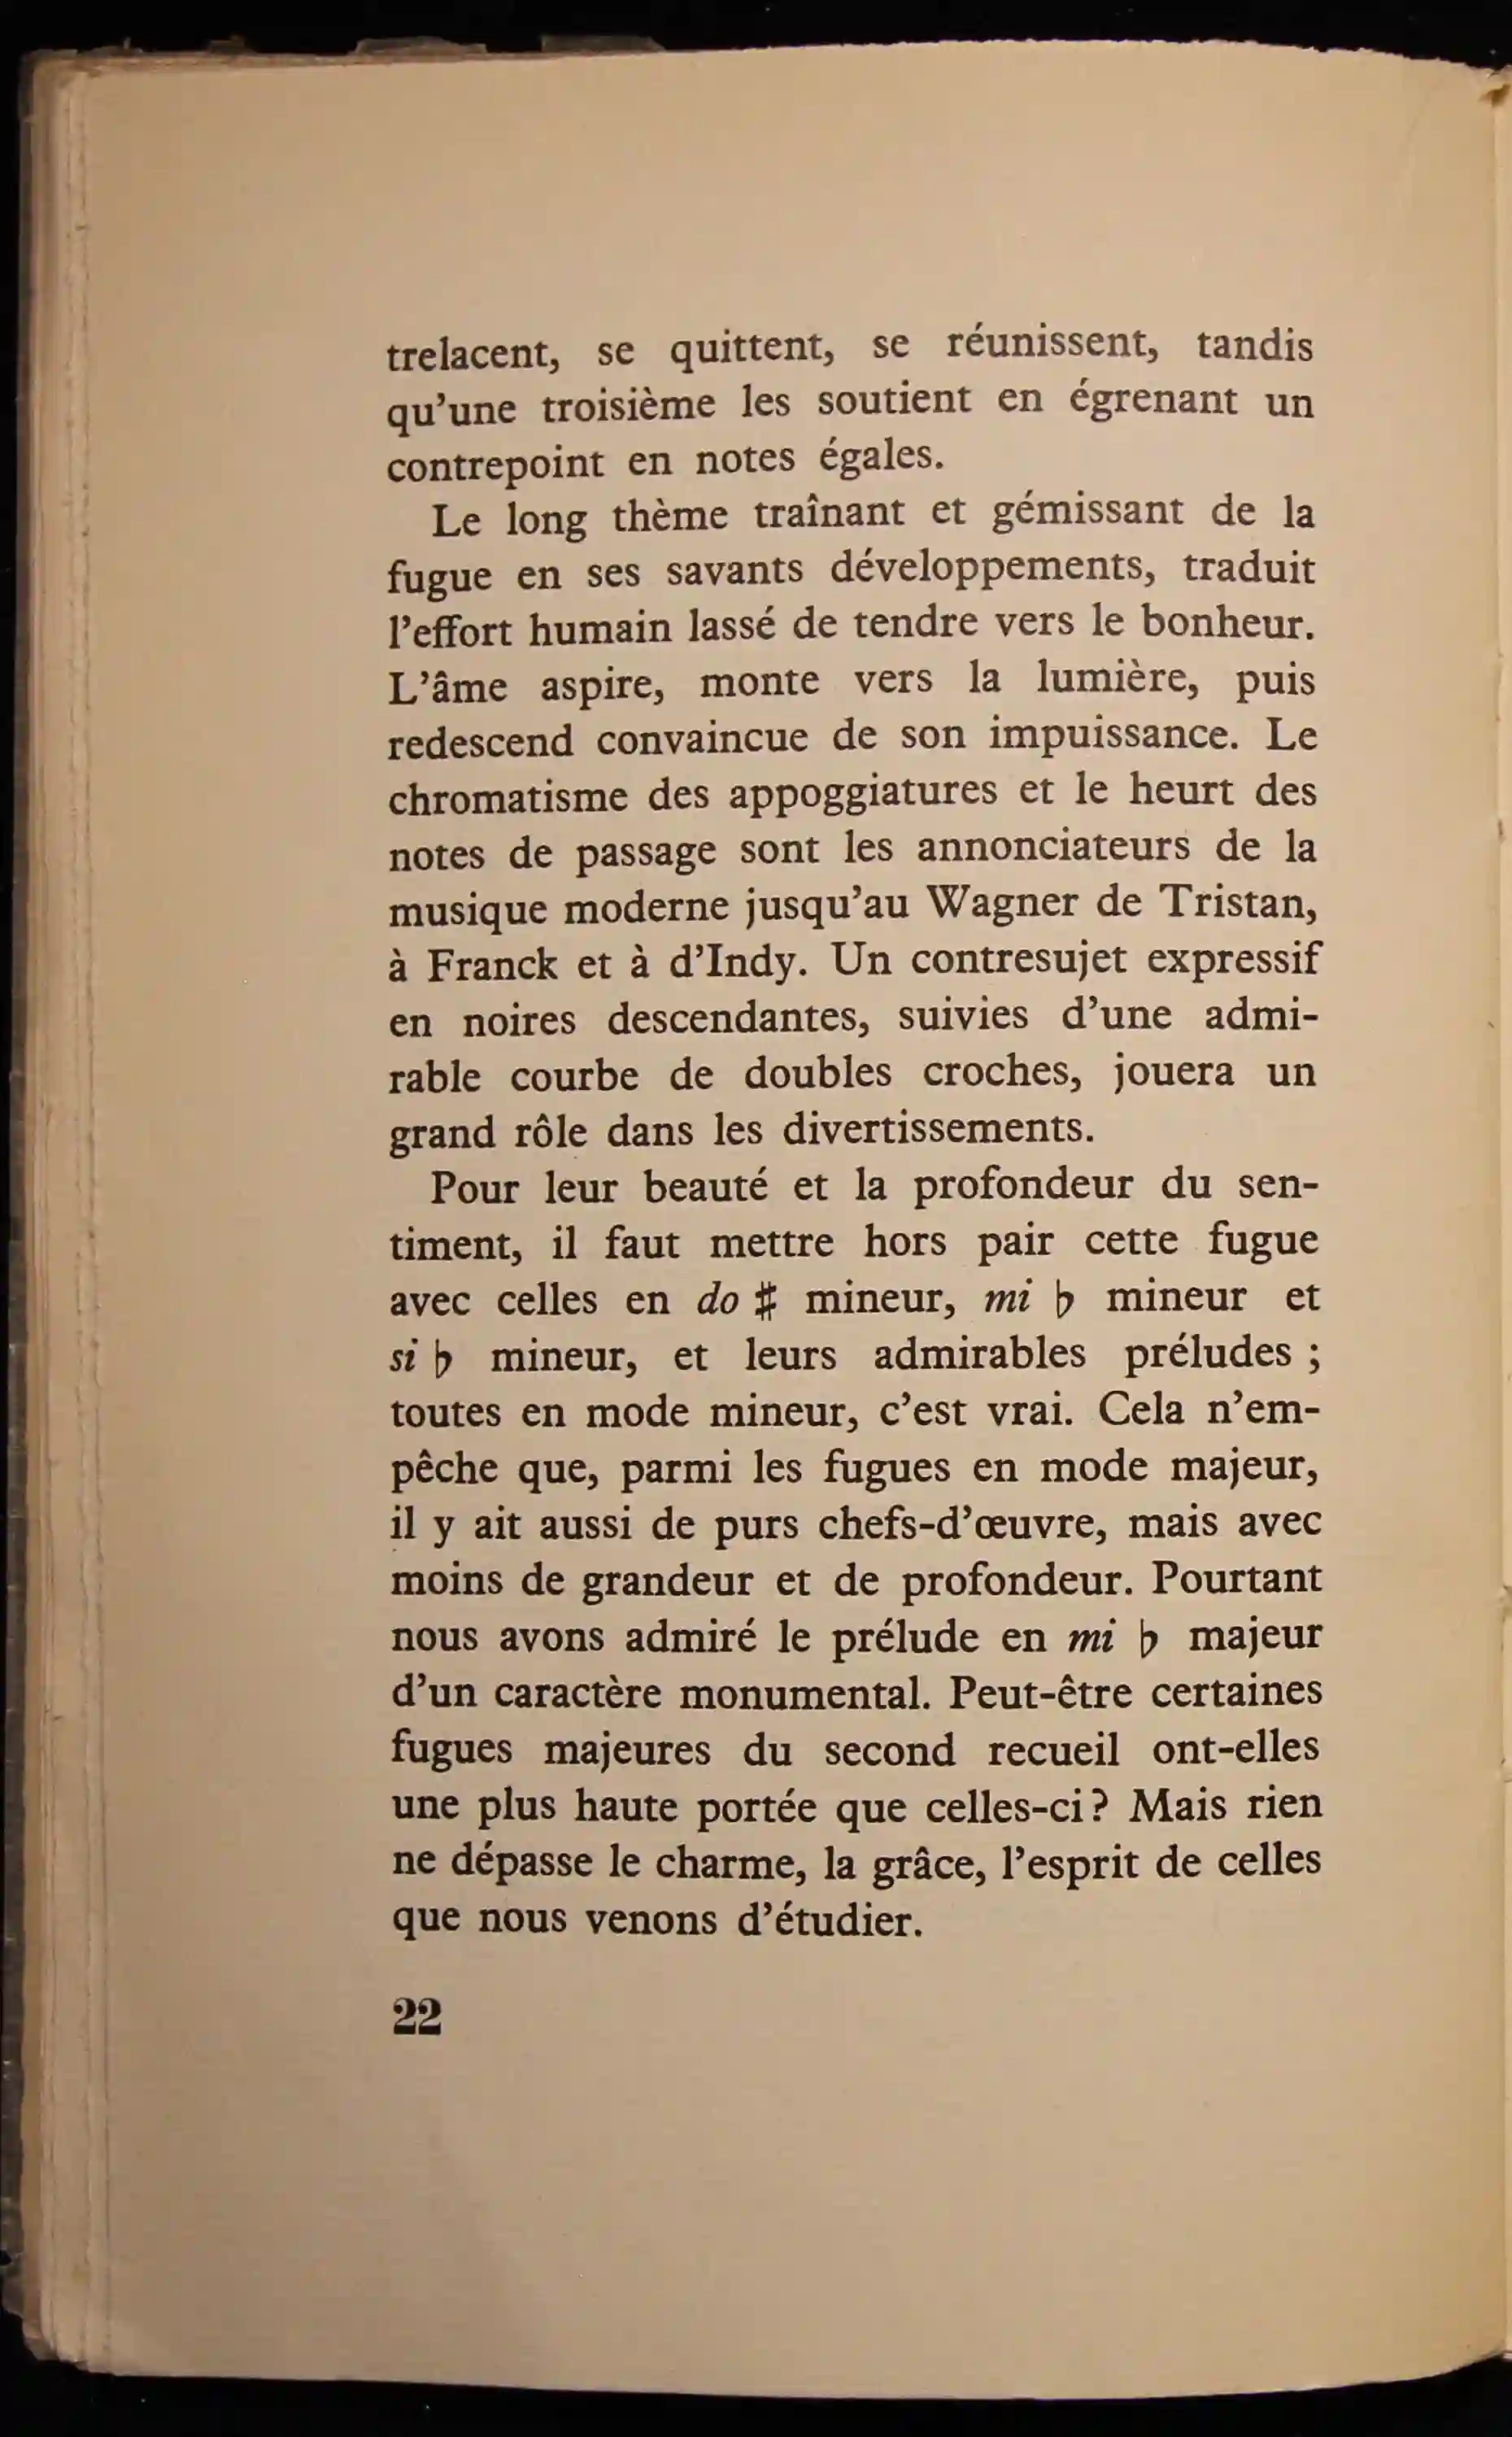 trelacent, se quittent, se réunissent, tandis
qu’une troisième les soutient en égrenant un
contrepoint en notes égales.
Le long thème traînant et gémissant de la
fugue en ses savants développements, traduit
l’effort humain lassé de tendre vers le bonheur.
L’âme aspire, monte vers la lumière, puis
redescend convaincue de son impuissance. Le
chromatisme des appoggiatures et le heurt des
notes de passage sont les annonciateurs de la
musique moderne jusqu’au Wagner de Tristan,
à Franck et à d’Indy. Un contresujet expressif
en noires descendantes, suivies d’une admi-
rable courbe de doubles croches, jouera un
grand rôle dans les divertissements.
Pour leur beauté et la profondeur du sen-
timent, il faut mettre hors pair cette fugue
avec celles en do ♯ mineur, mi ♭ mineur et
si ♭ mineur, et leurs admirables préludes ;
toutes en mode mineur, c’est vrai. Cela n’em-
pêche que, parmi les fugues en mode majeur,
il y ait aussi de purs chefs-d’œuvre, mais avec
moins de grandeur et de profondeur. Pourtant
nous avons admiré le prélude en mi ♭ majeur
d’un caractère monumental. Peut-être certaines
fugues majeures du second recueil ont-elles
une plus haute portée que celles-ci ? Mais rien
ne dépasse le charme, la grâce, l’esprit de celles
que nous venons d’étudier.
22